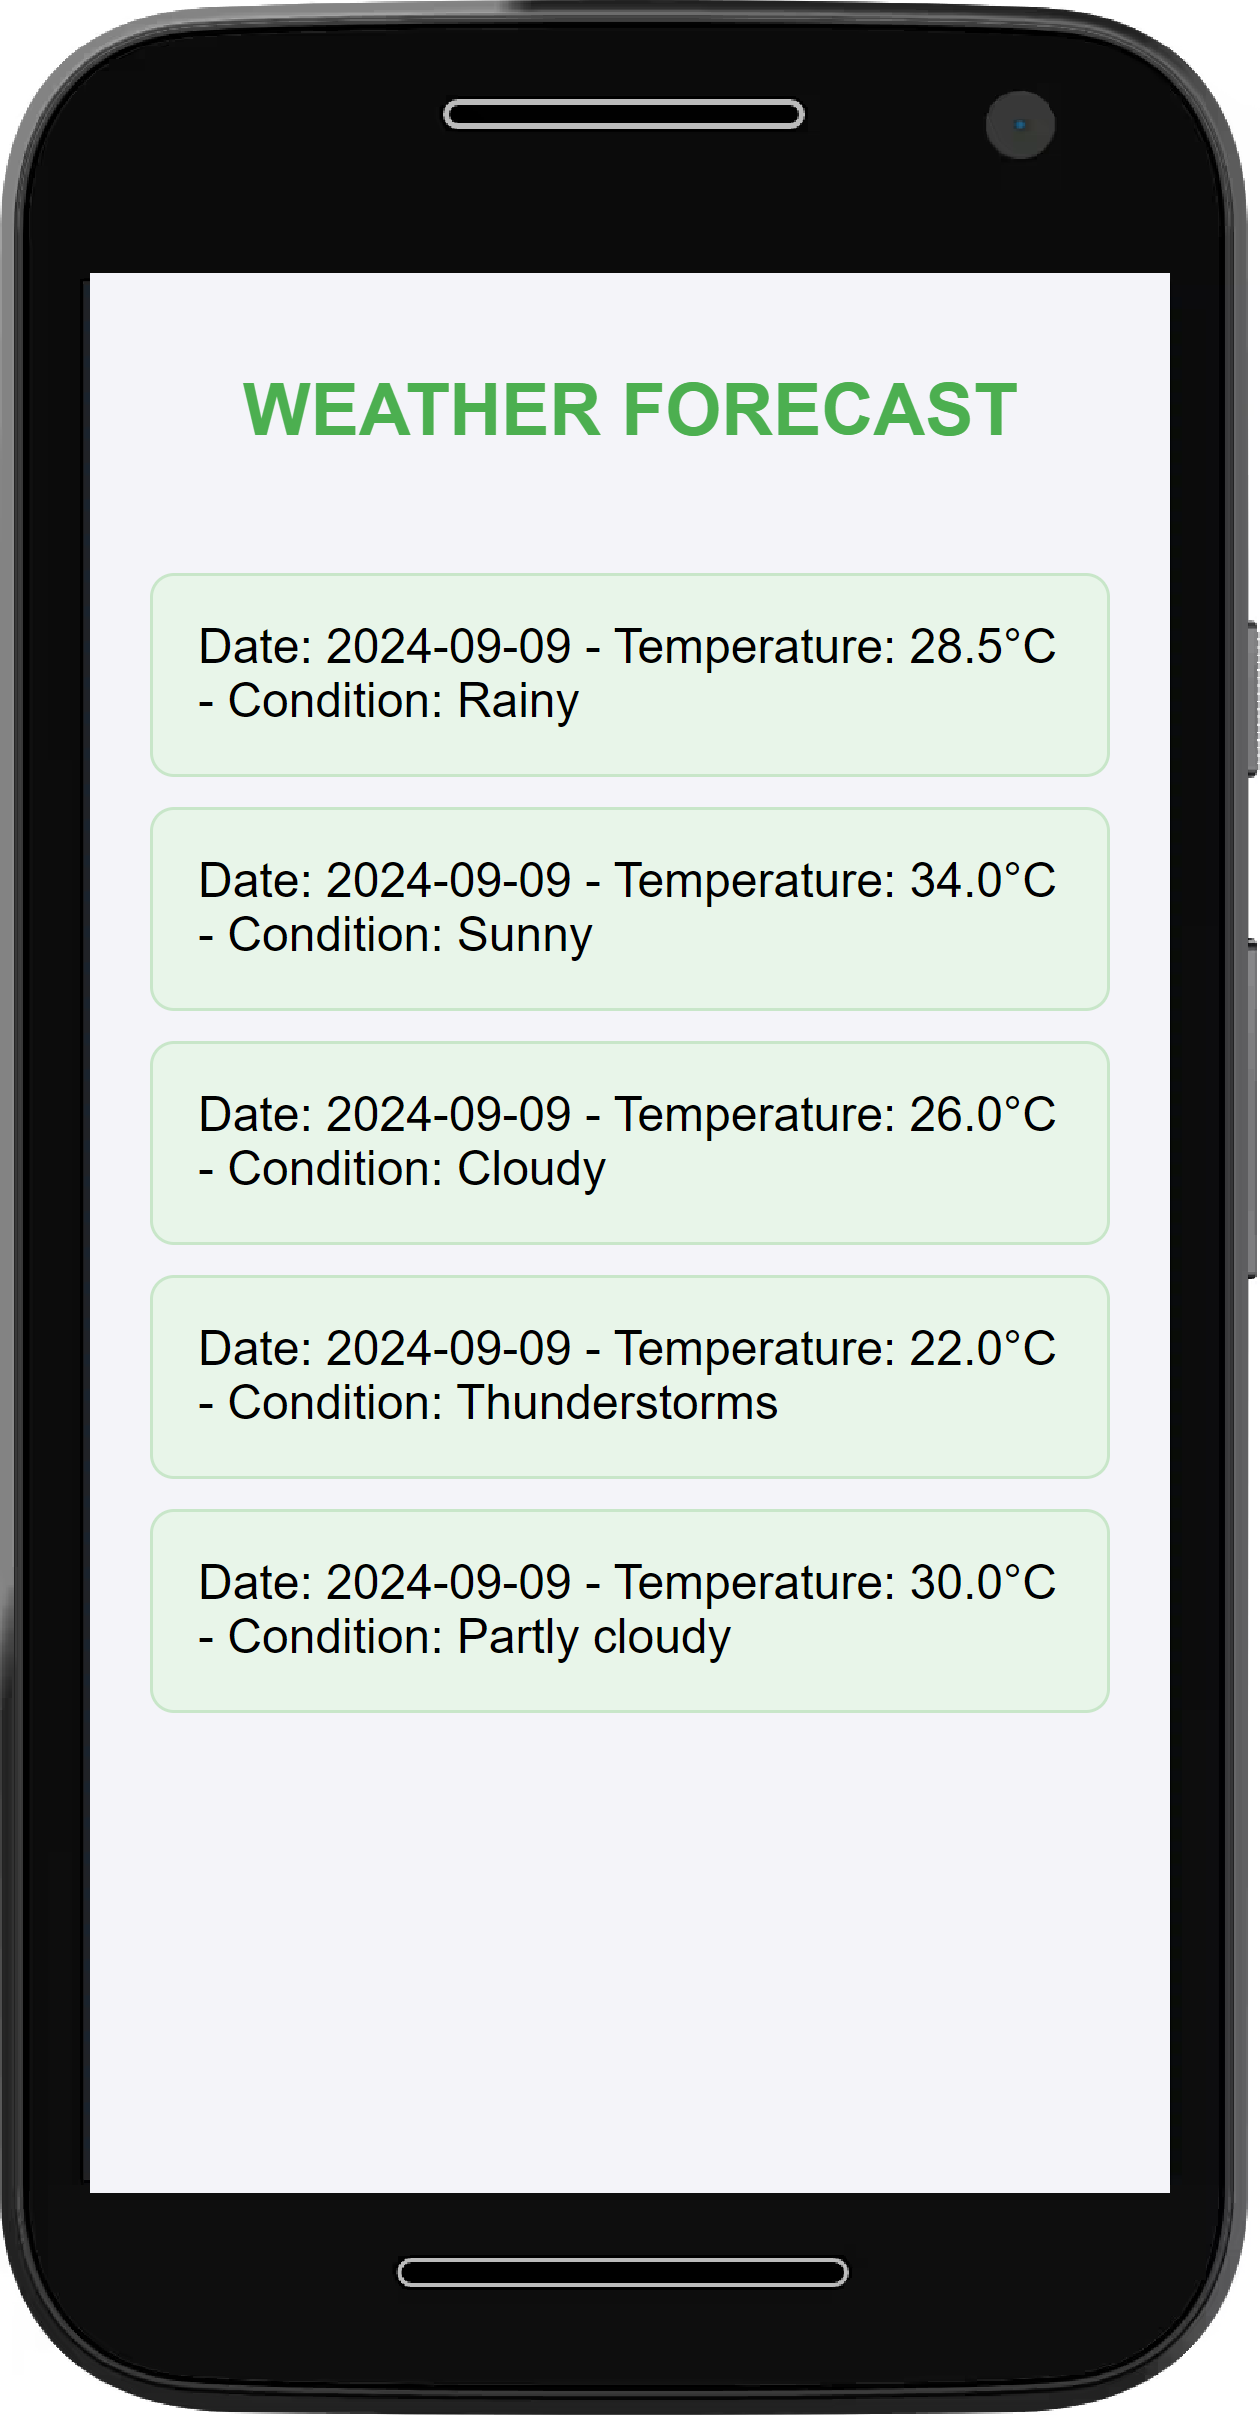 WEATHER FORECAST
Date: 2024-09-09 - Temperature: 28.5°C
- Condition: Rainy
Date: 2024-09-09 - Temperature: 34.0°C
- Condition: Sunny
Date: 2024-09-09 - Temperature: 26.0°C
- Condition: Cloudy
Date: 2024-09-09 - Temperature: 22.0°C
- Condition: Thunderstorms
Date: 2024-09-09 - Temperature: 30.0°C
- Condition: Partly cloudy